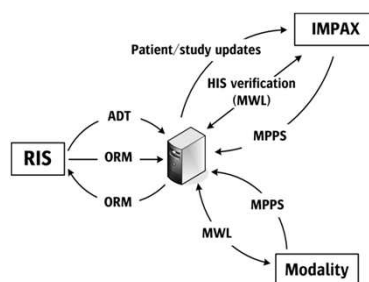 IMPAX
Patient/study updates
HIS verification
(MWL)
ADT
MPPS
RIS
ORM
ORM
MPPS
MWL
Modality